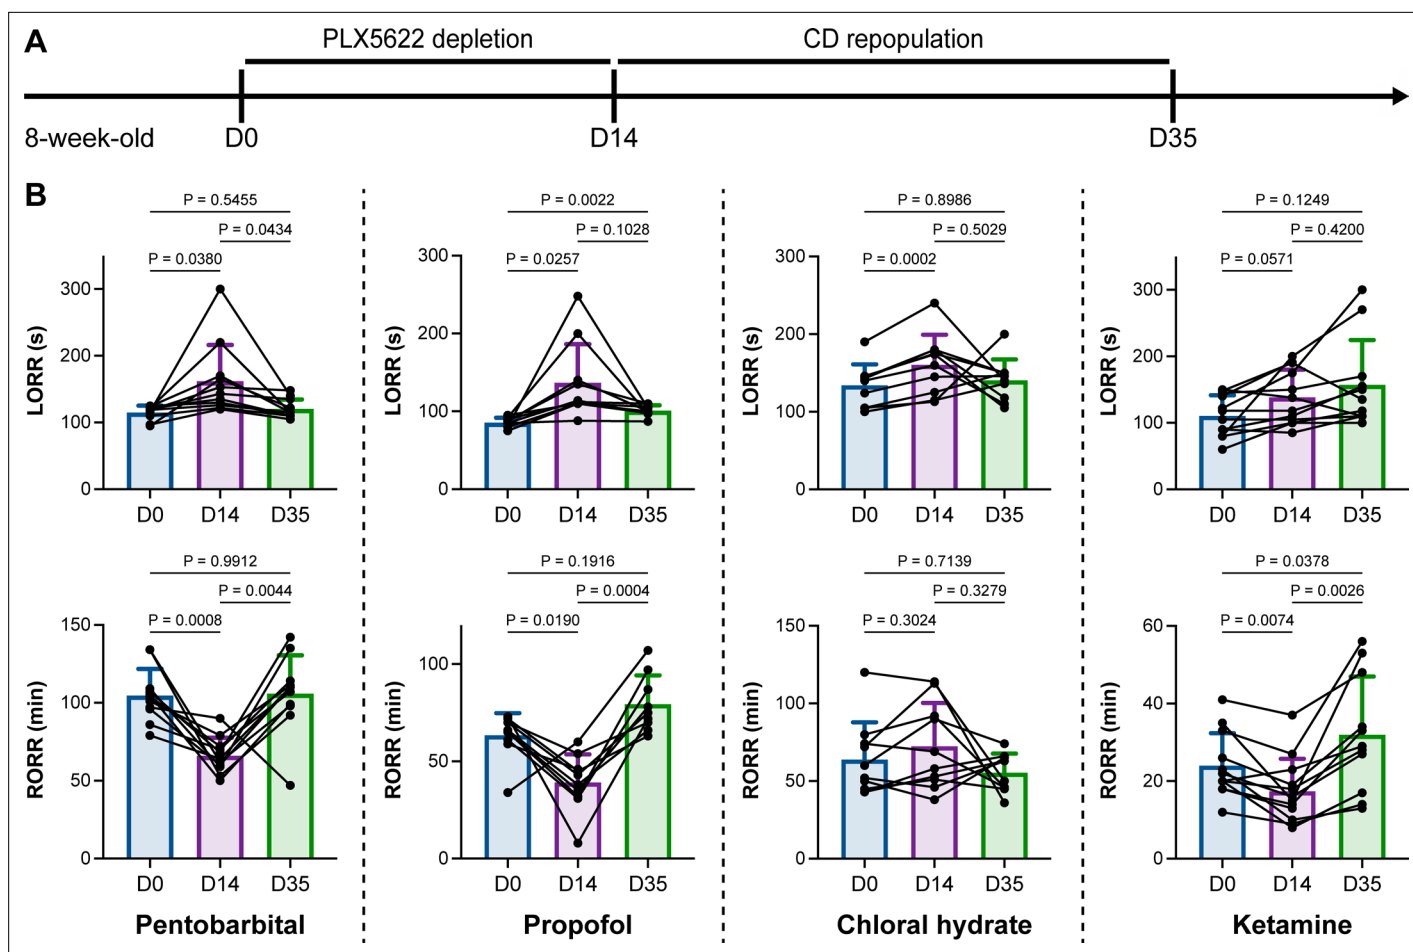 A
PLX5622 depletion
CD repopulation
8-week-old
D0
D14
D35
B
P = 0.5455
P = 0.0434
P = 0.0380
LORR (s)
300
200
100
0
D0 D14 D35
P = 0.0022
P = 0.1028
P = 0.0257
LORR (s)
300
200
100
0
D0 D14 D35
P = 0.8986
P = 0.5029
P = 0.0002
LORR (s)
300
200
100
0
D0 D14 D35
P = 0.1249
P = 0.4200
P = 0.0571
LORR (s)
300
200
100
0
D0 D14 D35
P = 0.9912
P = 0.0044
P = 0.0008
RORR (min)
150
100
50
0
D0 D14 D35
Pentobarbital
P = 0.1916
P = 0.0004
P = 0.0190
RORR (min)
100
50
0
D0 D14 D35
Propofol
P = 0.7139
P = 0.3279
P = 0.3024
RORR (min)
150
100
50
0
D0 D14 D35
Chloral hydrate
P = 0.0378
P = 0.0026
P = 0.0074
RORR (min)
60
40
20
0
D0 D14 D35
Ketamine